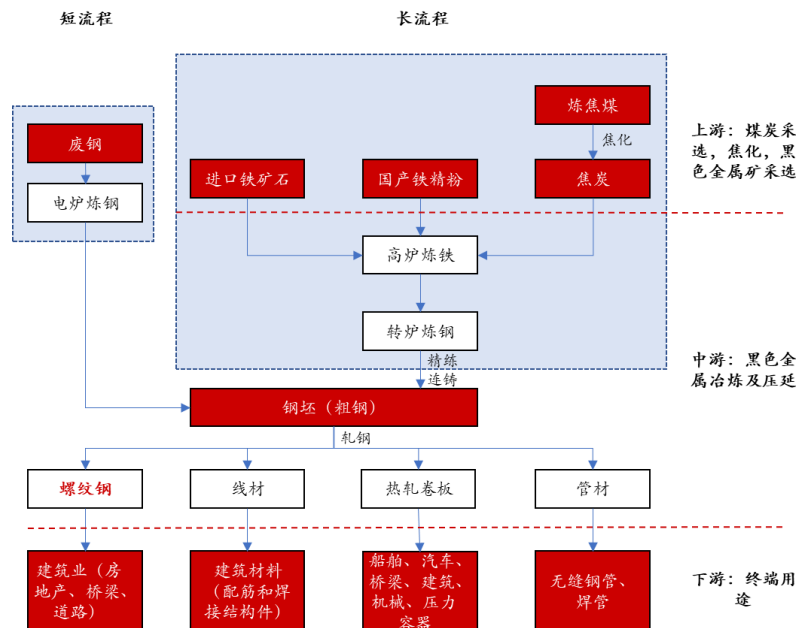 短流程
长流程
炼焦煤
焦化
废钢
进口铁矿石
国产铁精粉
焦炭
上游：煤炭采
选，焦化，黑
色金属矿采选
电炉炼钢
高炉炼铁
转炉炼钢
精练
连铸
中游：黑色金
属冶炼及压延
钢坯（粗钢）
轧钢
螺纹钢
线材
热轧卷板
管材
建筑业（房
地产、桥梁、
道路）
建筑材料
（配筋和焊
接结构件）
船舶、汽车、
桥梁、建筑、
机械、压力
容器
无缝钢管、
焊管
下游：终端用
途